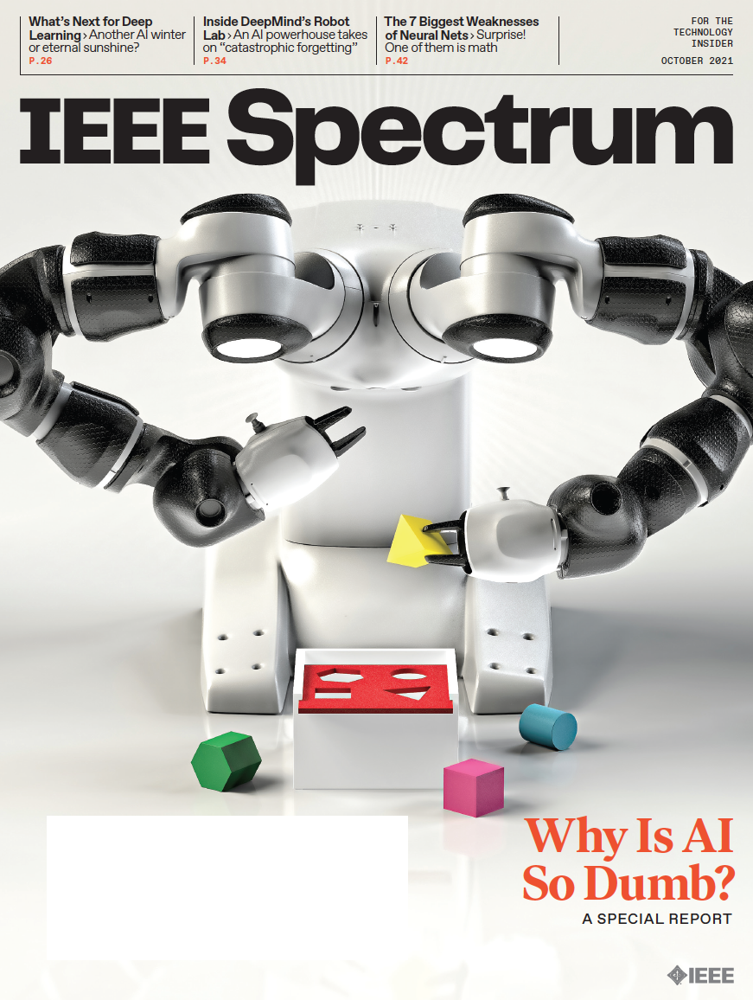 What's Next for Deep
Learning › Another AI winter
or eternal sunshine?
P.26
Inside DeepMind's Robot
Lab › An AI powerhouse takes
on “catastrophic forgetting”
P.34
The 7 Biggest Weaknesses
of Neural Nets › Surprise!
One of them is math
P.42
FOR THE
TECHNOLOGY
INSIDER
OCTOBER 2021
IEEE Spectrum
Why Is AI
So Dumb?
A SPECIAL REPORT
IEEE